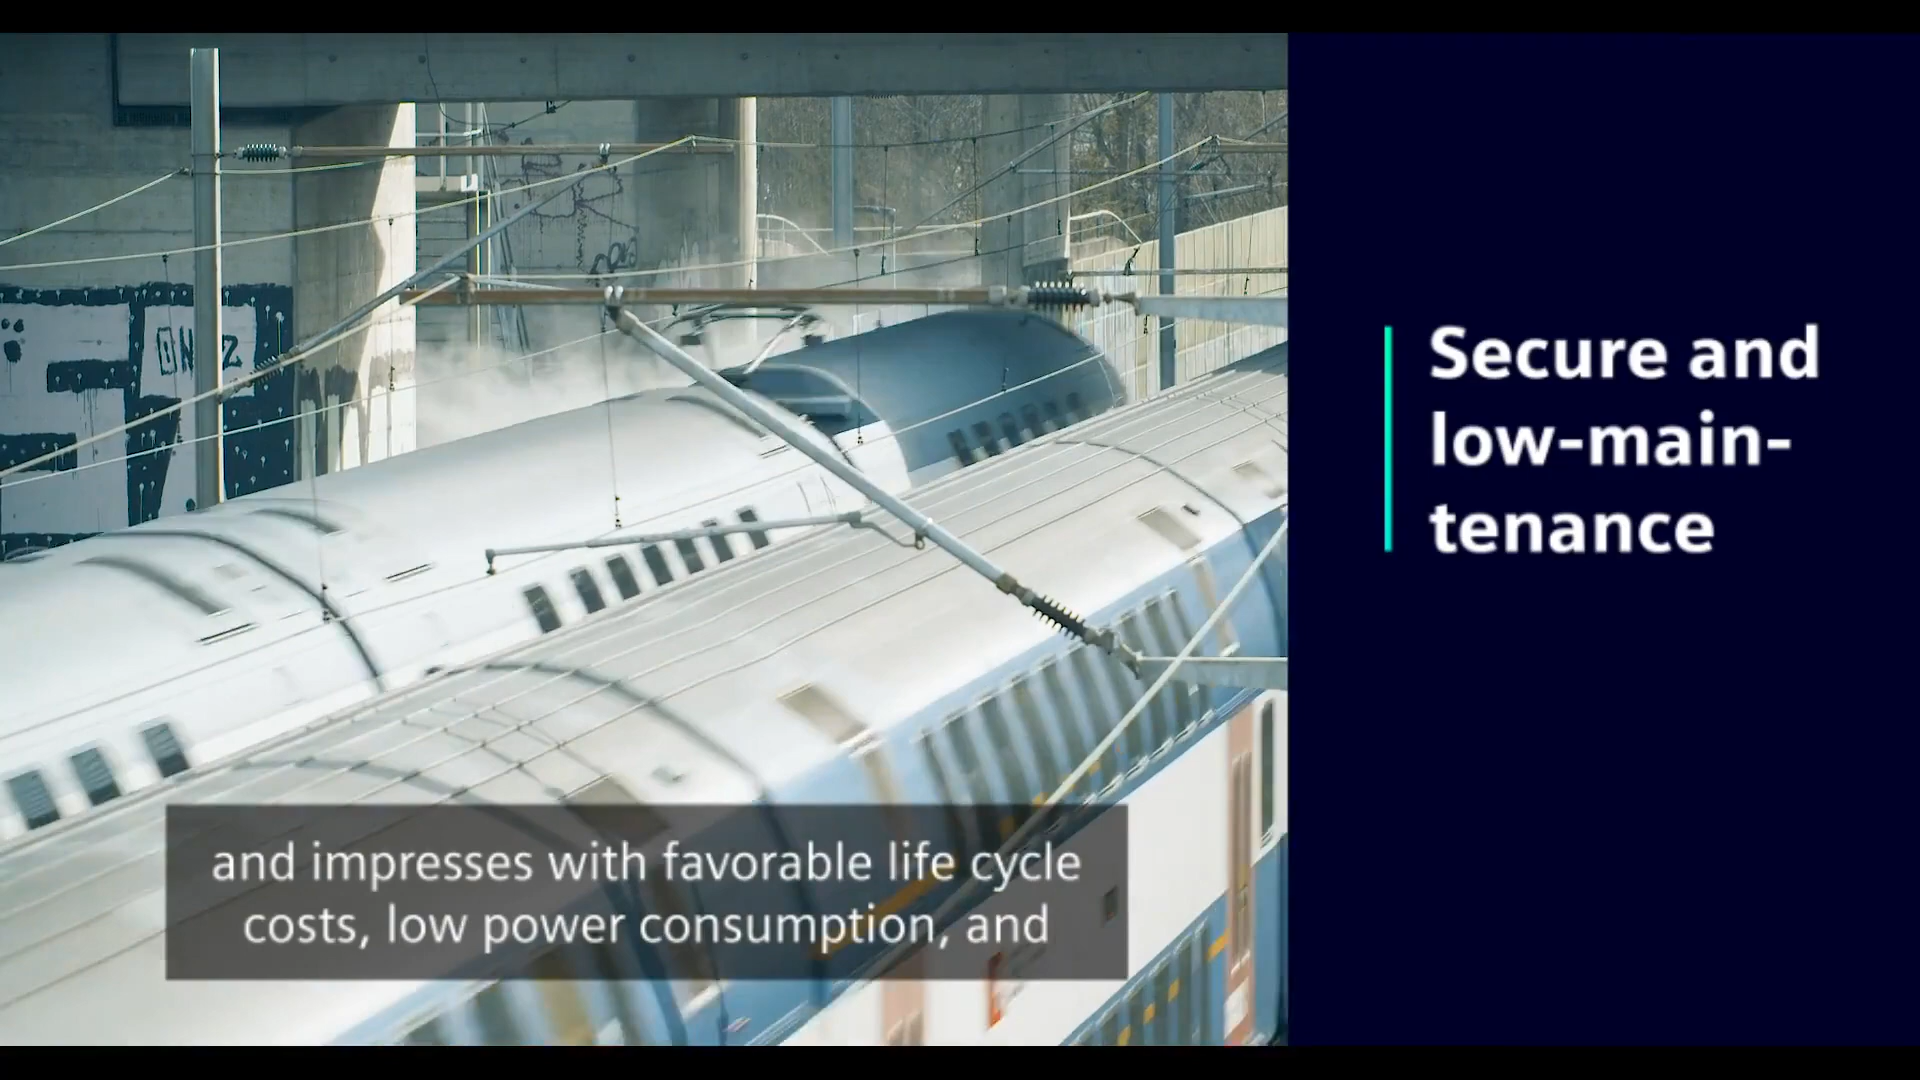 Secure and
low-main-
tenance
and impresses with favorable life cycle
costs, low power consumption, and